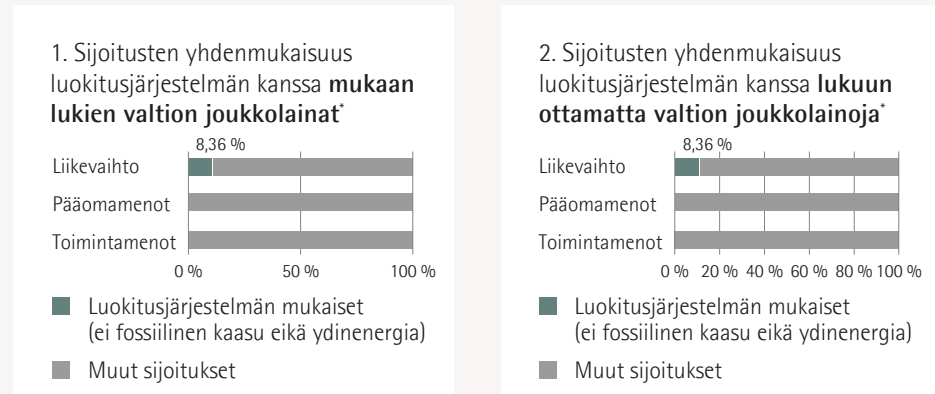 1. Sijoitusten yhdenmukaisuus
luokitusjärjestelmän kanssa mukaan
lukien valtion joukkolainat*
8,36 %
Liikevaihto
Pääomamenot
Toimintamenot
0 % 50 % 100 %
Luokitusjärjestelmän mukaiset
(ei fossiilinen kaasu eikä ydinenergia)
Muut sijoitukset
2. Sijoitusten yhdenmukaisuus
luokitusjärjestelmän kanssa lukuun
ottamatta valtion joukkolainoja*
8,36 %
Liikevaihto
Pääomamenot
Toimintamenot
0 % 20 % 40 % 60 % 80 % 100 %
Luokitusjärjestelmän mukaiset
(ei fossiilinen kaasu eikä ydinenergia)
Muut sijoitukset